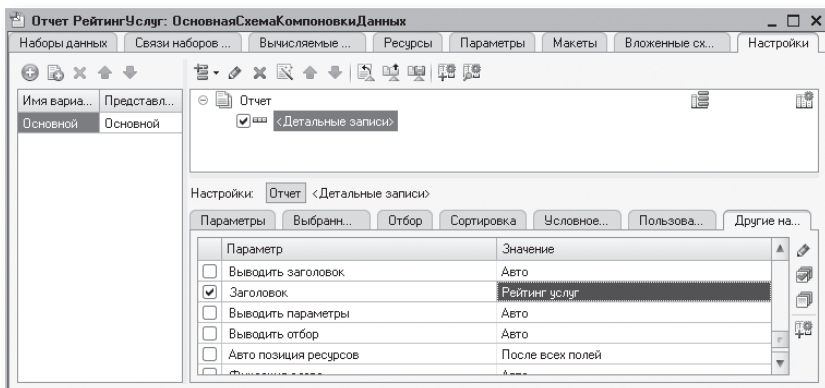 Отчет РейтингУслуг: ОсновнаяСхемаКомпоновкиДанных
Наборы данных Связи наборов ... Вычисляемые ... Ресурсы Параметры Макеты Вложенные сх... Настройки
Имя вариа... Представл...
Основной Основной
Отчет
<Детальные записи>
Настройки: Отчет <Детальные записи>
Параметры Выбранн... Отбор Сортировка Условное... Пользова... Другие на...
Параметр Значение
Выводить заголовок Авто
Заголовок Рейтинг услуг
Выводить параметры Авто
Выводить отбор Авто
Авто позиция ресурсов После всех полей